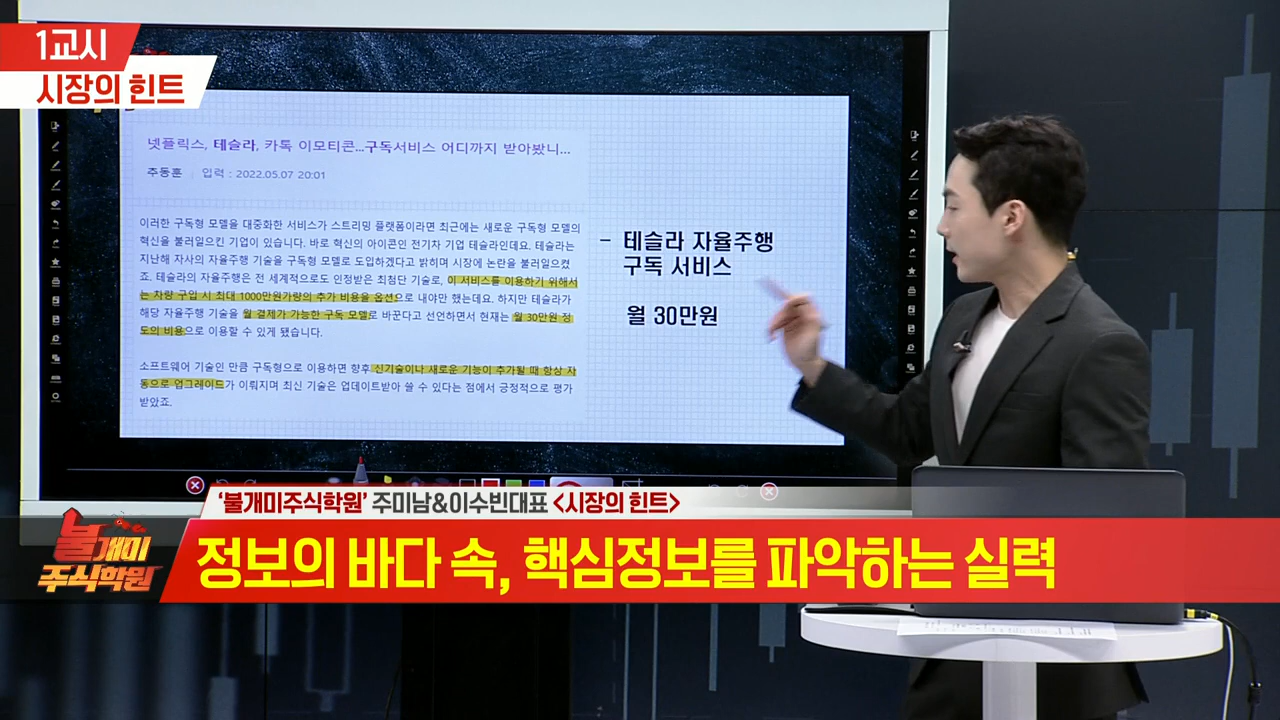 1교시
시장의 힌트
넷플릭스, 테슬라, 카톡 이모티콘...구독서비스 어디까지 받아봤니...
주동훈 | 입력 : 2022.05.07 20:01
이러한 구독형 모델을 대중화한 서비스가 스트리밍 플랫폼이라면 최근에는 새로운 구독형 모델의
혁신을 불러일으킨 기업이 있습니다. 바로 혁신의 아이콘인 전기차 기업 테슬라인데요. 테슬라는
지난해 자사의 자율주행 기술을 구독형 모델로 도입하겠다고 밝히며 시장에 논란을 불러일으켰
죠. 테슬라의 자율주행은 전 세계적으로도 인정받은 최첨단 기술로, 이 서비스를 이용하기 위해서
는 차량 구입 시 최대 1000만원가량의 추가 비용을 옵션으로 내야만 했는데요. 하지만 테슬라가
해당 자율주행 기술을 월 결제가 가능한 구독 모델로 바꾼다고 선언하면서 현재는 월 30만원 정
도의 비용으로 이용할 수 있게 됐습니다.
소프트웨어 기술인 만큼 구독형으로 이용하면 향후 신기술이나 새로운 기능이 추가될 때 항상 자
동으로 업그레이드가 이뤄지며 최신 기술은 업데이트받아 쓸 수 있다는 점에서 긍정적으로 평가
받았죠.
- 테슬라 자율주행
구독 서비스
월 30만원
'불개미주식학원' 주미남&이수빈대표 <시장의 힌트>
불개미
주식학원
정보의 바다 속, 핵심정보를 파악하는 실력